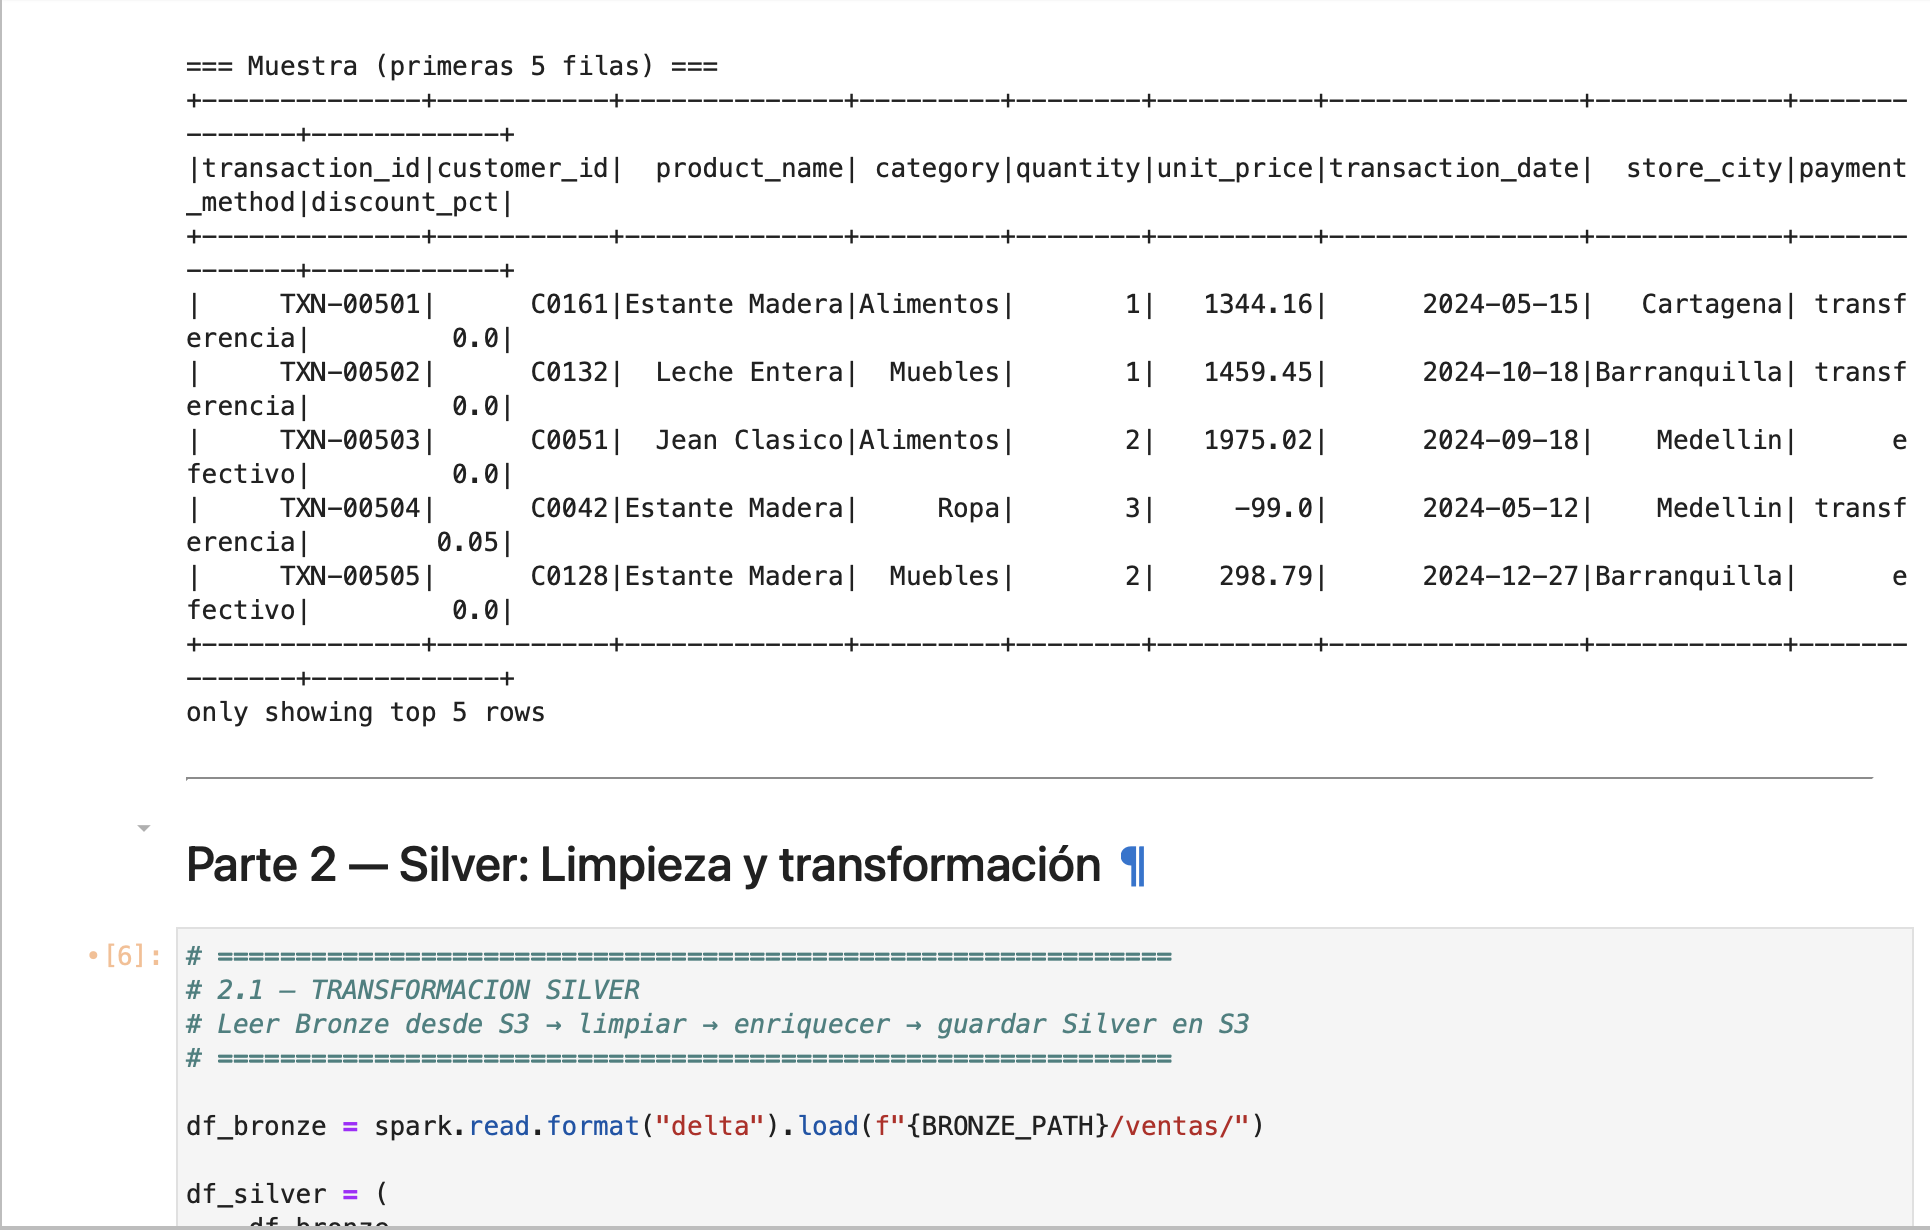 === Muestra (primeras 5 filas) ===
+--------------+-----------+--------------+---------+--------+----------+----------------+------------+-------
-------+------------+
|transaction_id|customer_id|  product_name| category|quantity|unit_price|transaction_date|  store_city|payment
_method|discount_pct|
+--------------+-----------+--------------+---------+--------+----------+----------------+------------+-------
-------+------------+
|     TXN-00501|      C0161|Estante Madera|Alimentos|       1|   1344.16|      2024-05-15|   Cartagena| transf
erencia|         0.0|
|     TXN-00502|      C0132|  Leche Entera|  Muebles|       1|   1459.45|      2024-10-18|Barranquilla| transf
erencia|         0.0|
|     TXN-00503|      C0051|  Jean Clasico|Alimentos|       2|   1975.02|      2024-09-18|    Medellin|      e
fectivo|         0.0|
|     TXN-00504|      C0042|Estante Madera|     Ropa|       3|     -99.0|      2024-05-12|    Medellin| transf
erencia|        0.05|
|     TXN-00505|      C0128|Estante Madera|  Muebles|       2|    298.79|      2024-12-27|Barranquilla|      e
fectivo|         0.0|
+--------------+-----------+--------------+---------+--------+----------+----------------+------------+-------
-------+------------+
only showing top 5 rows
Parte 2 — Silver: Limpieza y transformación ¶
[6]:
# =============================================================
# 2.1 — TRANSFORMACION SILVER
# Leer Bronze desde S3 → limpiar → enriquecer → guardar Silver en S3
# =============================================================
df_bronze = spark.read.format("delta").load(f"{BRONZE_PATH}/ventas/")
df_silver = (
df_bronze